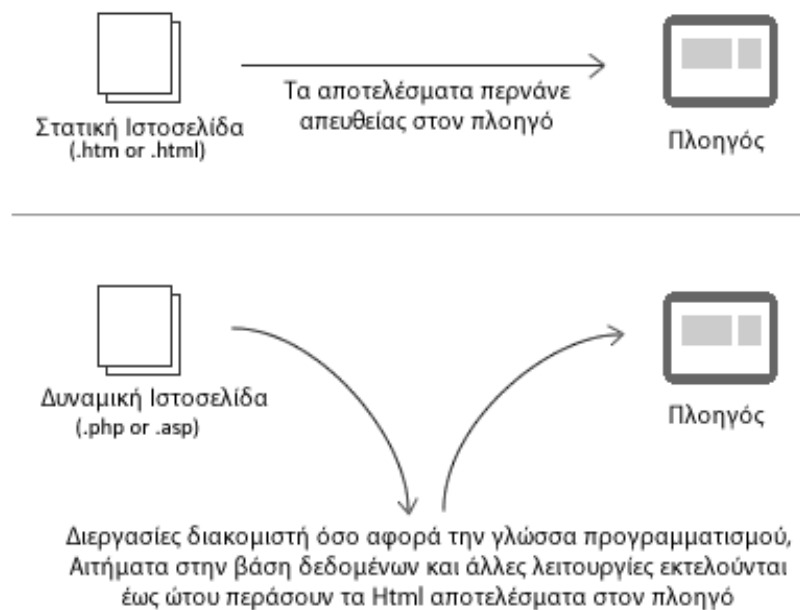 Τα αποτελέσματα περνάνε
απευθείας στον πλοηγό
Στατική Ιστοσελίδα
(.htm or .html)
Πλοηγός
Δυναμική Ιστοσελίδα
(.php or .asp)
Πλοηγός
Διεργασίες διακομιστή όσο αφορά την γλώσσα προγραμματισμού,
Αιτήματα στην βάση δεδομένων και άλλες λειτουργίες εκτελούνται
έως ώτου περάσουν τα Html αποτελέσματα στον πλοηγό